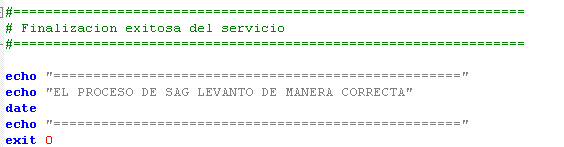 #================================================================
# Finalizacion exitosa del servicio
#================================================================
echo "==================================================="
echo "EL PROCESO DE SAG LEVANTO DE MANERA CORRECTA"
date
echo "==================================================="
exit 0